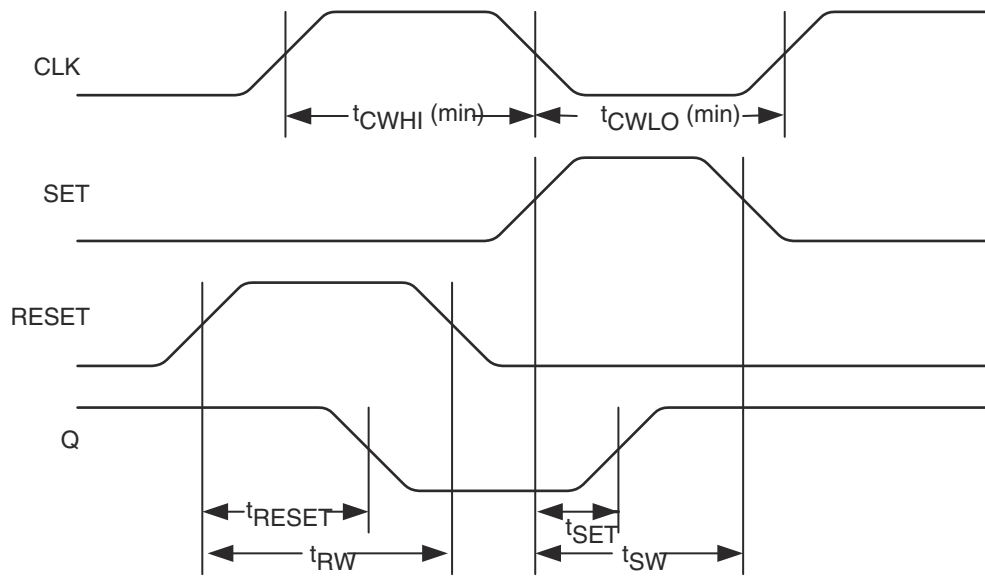 CLK
tCWHI (min)
tCWLO (min)
SET
RESET
Q
tRESET
tSET
tRW
tSW